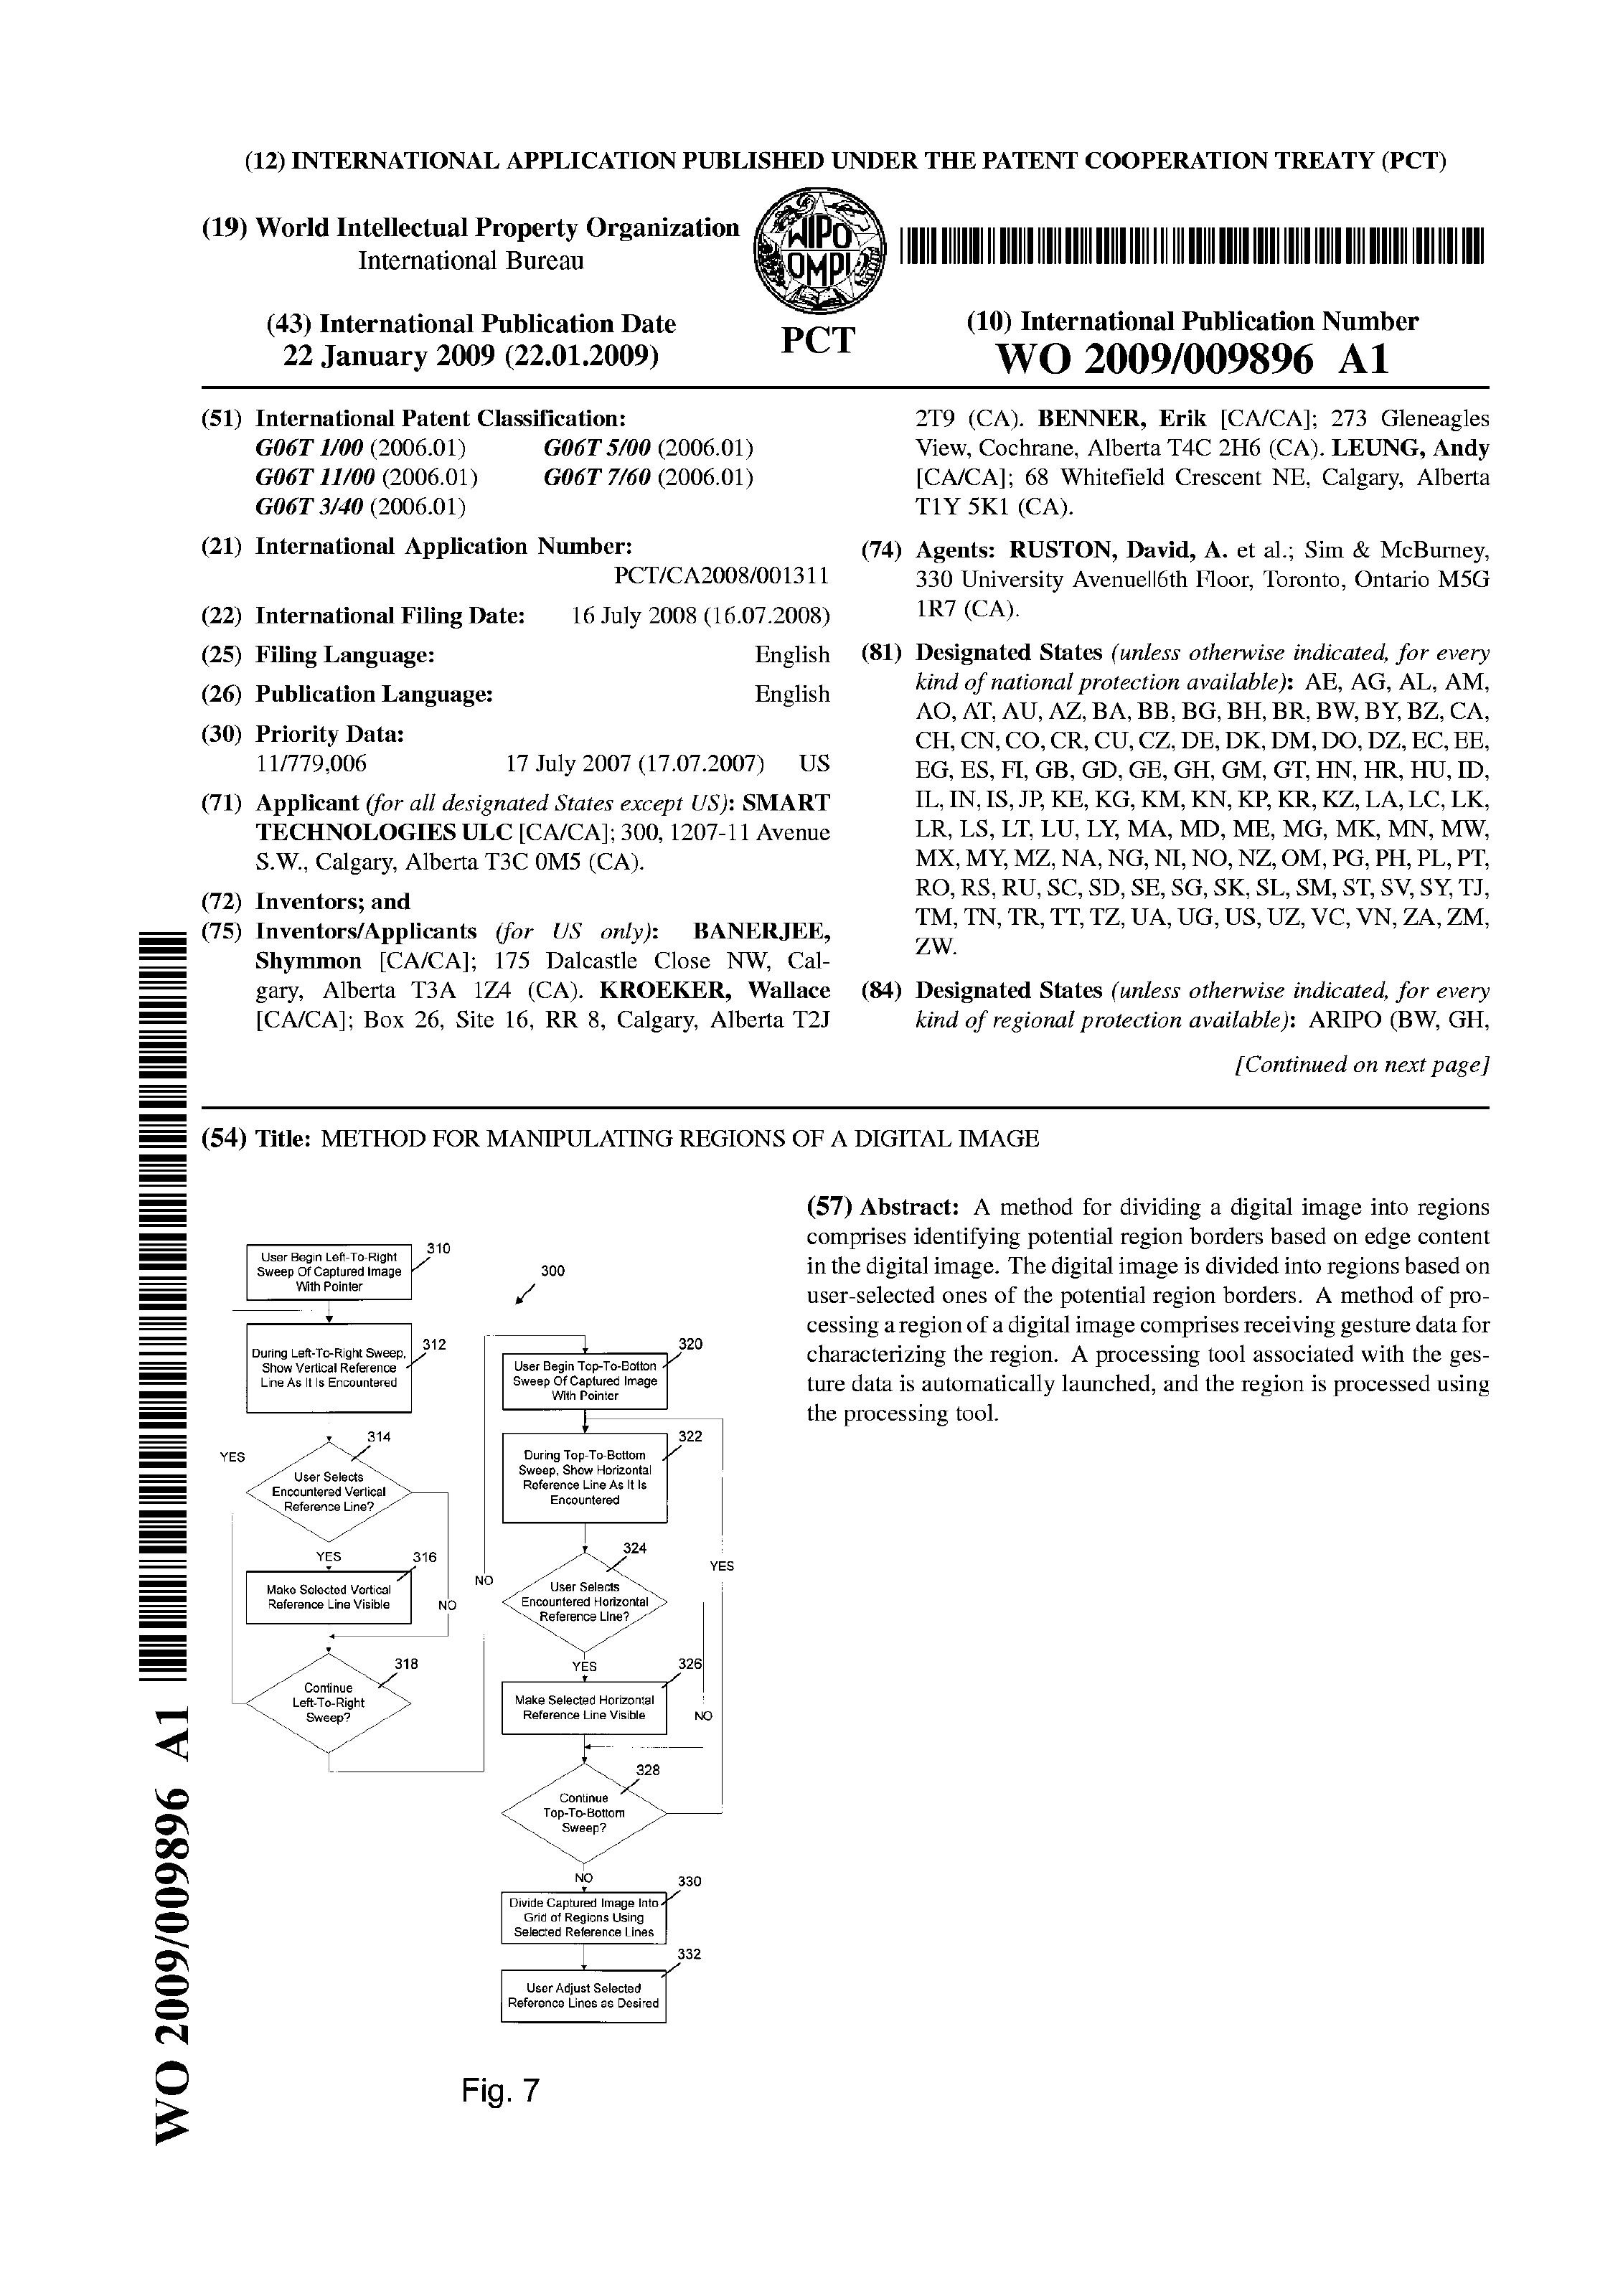 (12) INTERNATIONAL APPLICATION PUBLISHED UNDER THE PATENT COOPERATION TREATY (PCT)
(19) World Intellectual Property Organization
International Bureau
WIPO
OMPI
PCT
(43) International Publication Date
22 January 2009 (22.01.2009)
(10) International Publication Number
WO 2009/009896 A1
(51) International Patent Classification:
G06T 1/00 (2006.01) G06T 5/00 (2006.01)
G06T 11/00 (2006.01) G06T 7/60 (2006.01)
G06T 3/40 (2006.01)
(21) International Application Number:
PCT/CA2008/001311
(22) International Filing Date: 16 July 2008 (16.07.2008)
(25) Filing Language: English
(26) Publication Language: English
(30) Priority Data:
11/779,006 17 July 2007 (17.07.2007) US
(71) Applicant (for all designated States except US): SMART
TECHNOLOGIES ULC [CA/CA]; 300, 1207-11 Avenue
S.W., Calgary, Alberta T3C 0M5 (CA).
(72) Inventors; and
(75) Inventors/Applicants (for US only): BANERJEE,
Shymmon [CA/CA]; 175 Dalcastle Close NW, Cal-
gary, Alberta T3A 1Z4 (CA). KROEKER, Wallace
[CA/CA]; Box 26, Site 16, RR 8, Calgary, Alberta T2J
2T9 (CA). BENNER, Erik [CA/CA]; 273 Gleneagles
View, Cochrane, Alberta T4C 2H6 (CA). LEUNG, Andy
[CA/CA]; 68 Whitefield Crescent NE, Calgary, Alberta
T1Y 5K1 (CA).
(74) Agents: RUSTON, David, A. et al.; Sim & McBurney,
330 University Avenuell6th Floor, Toronto, Ontario M5G
1R7 (CA).
(81) Designated States (unless otherwise indicated, for every
kind of national protection available): AE, AG, AL, AM,
AO, AT, AU, AZ, BA, BB, BG, BH, BR, BW, BY, BZ, CA,
CH, CN, CO, CR, CU, CZ, DE, DK, DM, DO, DZ, EC, EE,
EG, ES, FI, GB, GD, GE, GH, GM, GT, HN, HR, HU, ID,
IL, IN, IS, JP, KE, KG, KM, KN, KP, KR, KZ, LA, LC, LK,
LR, LS, LT, LU, LY, MA, MD, ME, MG, MK, MN, MW,
MX, MY, MZ, NA, NG, NI, NO, NZ, OM, PG, PH, PL, PT,
RO, RS, RU, SC, SD, SE, SG, SK, SL, SM, ST, SV, SY, TJ,
TM, TN, TR, TT, TZ, UA, UG, US, UZ, VC, VN, ZA, ZM,
ZW.
(84) Designated States (unless otherwise indicated, for every
kind of regional protection available): ARIPO (BW, GH,
[Continued on next page]
(54) Title: METHOD FOR MANIPULATING REGIONS OF A DIGITAL IMAGE
310
User Begin Left-To-Right
Sweep Of Captured Image
With Pointer
300
312
During Left-To-Right Sweep,
Show Vertical Reference
Line As It Is Encountered
314
YES
User Selects
Encountered Vertical
Reference Line?
YES
316
Make Selected Vertical
Reference Line Visible
NO
318
Continue
Left-To-Right
Sweep?
NO
320
User Begin Top-To-Botton
Sweep Of Captured Image
With Pointer
322
During Top-To-Bottom
Sweep, Show Horizontal
Reference Line As It Is
Encountered
324
YES
User Selects
Encountered Horizontal
Reference Line?
YES
326
Make Selected Horizontal
Reference Line Visible
NO
328
Continue
Top-To-Bottom
Sweep?
NO
330
Divide Captured Image Into
Grid of Regions Using
Selected Reference Lines
332
User Adjust Selected
Reference Lines as Desired
Fig. 7
(57) Abstract: A method for dividing a digital image into regions
comprises identifying potential region borders based on edge content
in the digital image. The digital image is divided into regions based on
user-selected ones of the potential region borders. A method of pro-
cessing a region of a digital image comprises receiving gesture data for
characterizing the region. A processing tool associated with the ges-
ture data is automatically launched, and the region is processed using
the processing tool.
WO 2009/009896 A1